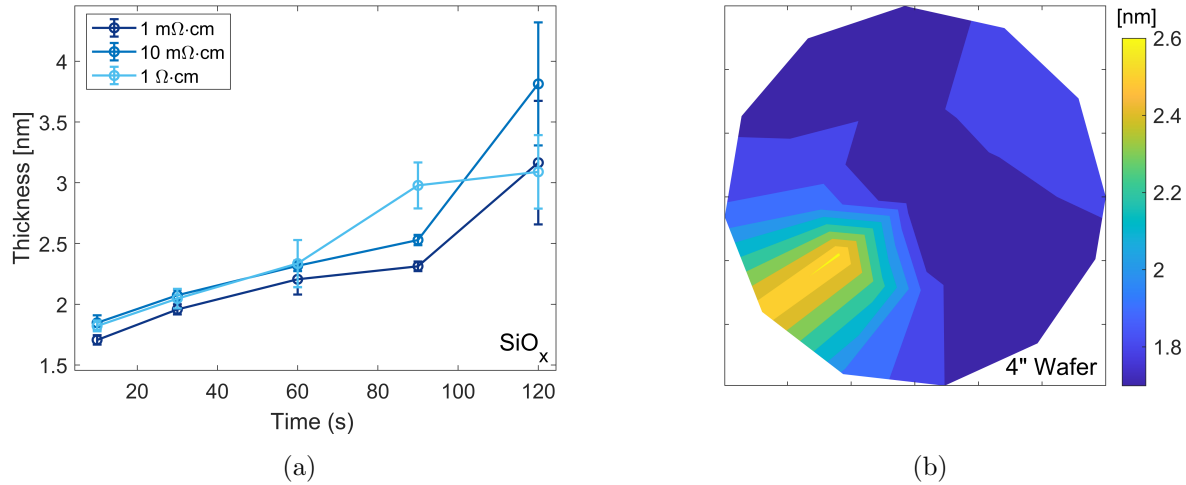 1 mΩ·cm
10 mΩ·cm
1 Ω·cm
4
3.5
3
2.5
2
1.5
Thickness [nm]
SiOₓ
20 40 60 80 100 120
Time (s)
(a)
[nm]
2.6
2.4
2.2
2
1.8
4" Wafer
(b)